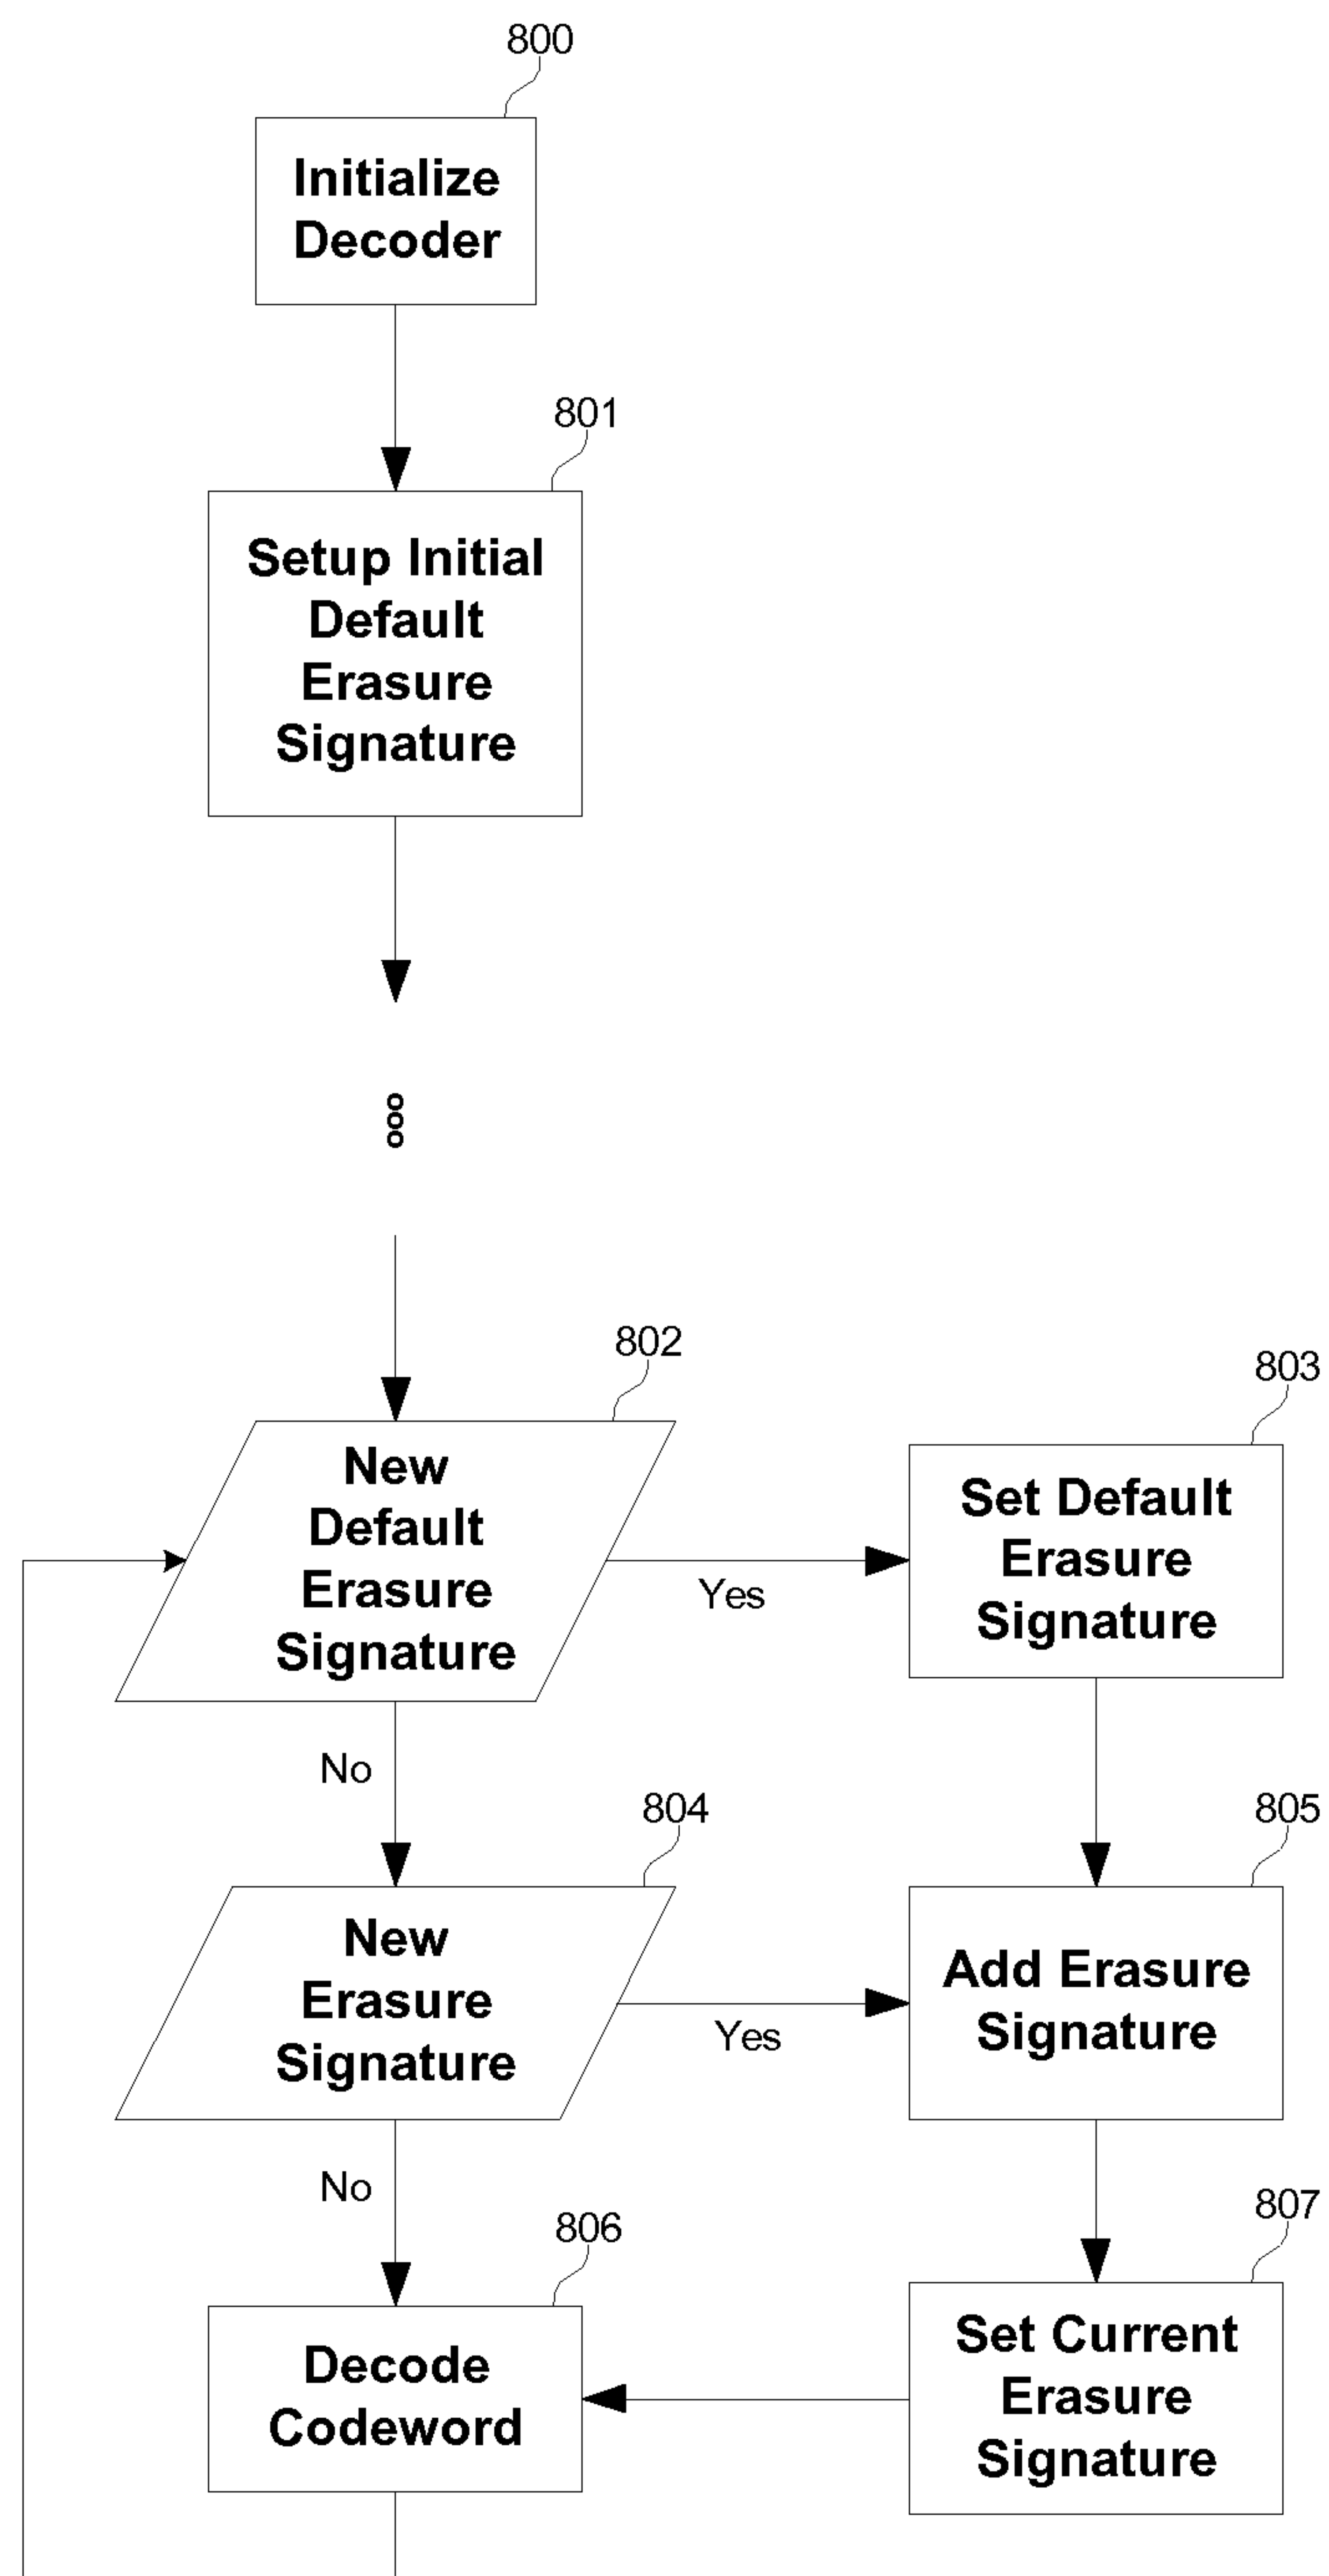 800
Initialize
Decoder
801
Setup Initial
Default
Erasure
Signature
802
New
Default
Erasure
Signature
Yes
803
Set Default
Erasure
Signature
No
804
New
Erasure
Signature
Yes
805
Add Erasure
Signature
No
806
Decode
Codeword
807
Set Current
Erasure
Signature